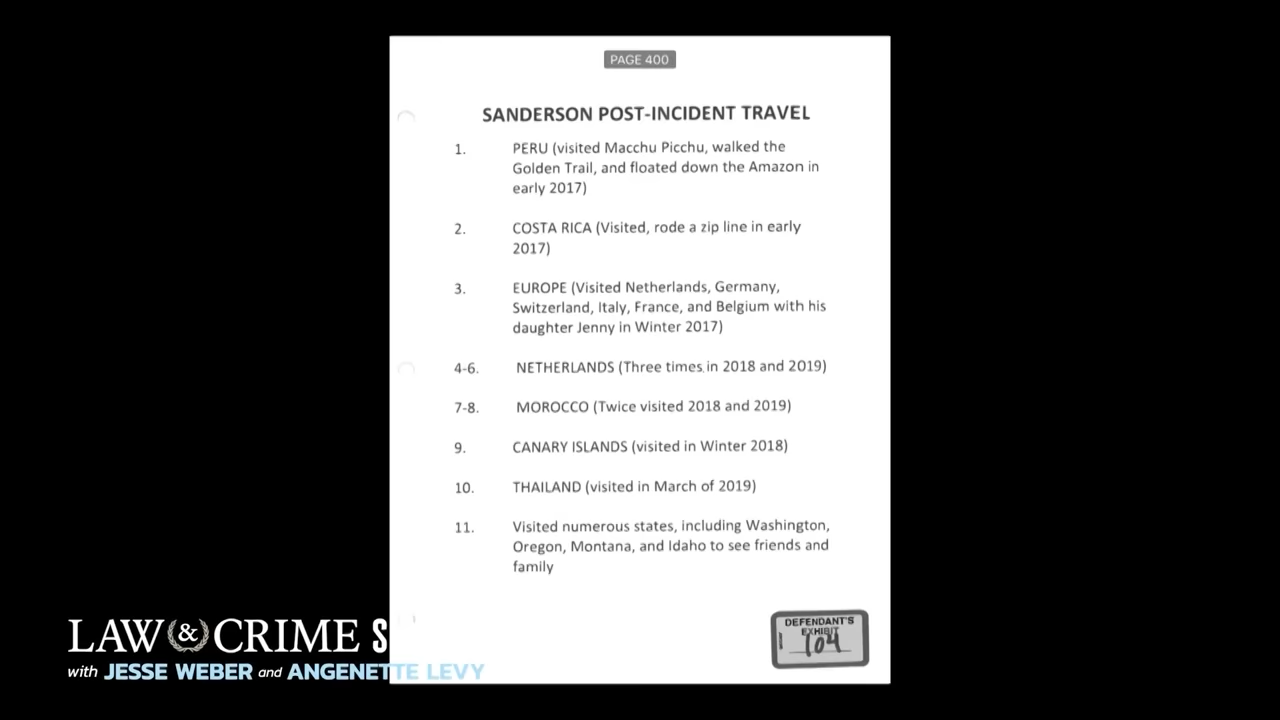 PAGE 400
SANDERSON POST-INCIDENT TRAVEL
1. PERU (visited Macchu Picchu, walked the
Golden Trail, and floated down the Amazon in
early 2017)
2. COSTA RICA (Visited, rode a zip line in early
2017)
3. EUROPE (Visited Netherlands, Germany,
Switzerland, Italy, France, and Belgium with his
daughter Jenny in Winter 2017)
4-6. NETHERLANDS (Three times in 2018 and 2019)
7-8. MOROCCO (Twice visited 2018 and 2019)
9. CANARY ISLANDS (visited in Winter 2018)
10. THAILAND (visited in March of 2019)
11. Visited numerous states, including Washington,
Oregon, Montana, and Idaho to see friends and
family
DEFENDANT'S
EXHIBIT
104
LAW & CRIME S
with JESSE WEBER and ANGENETTE LEVY